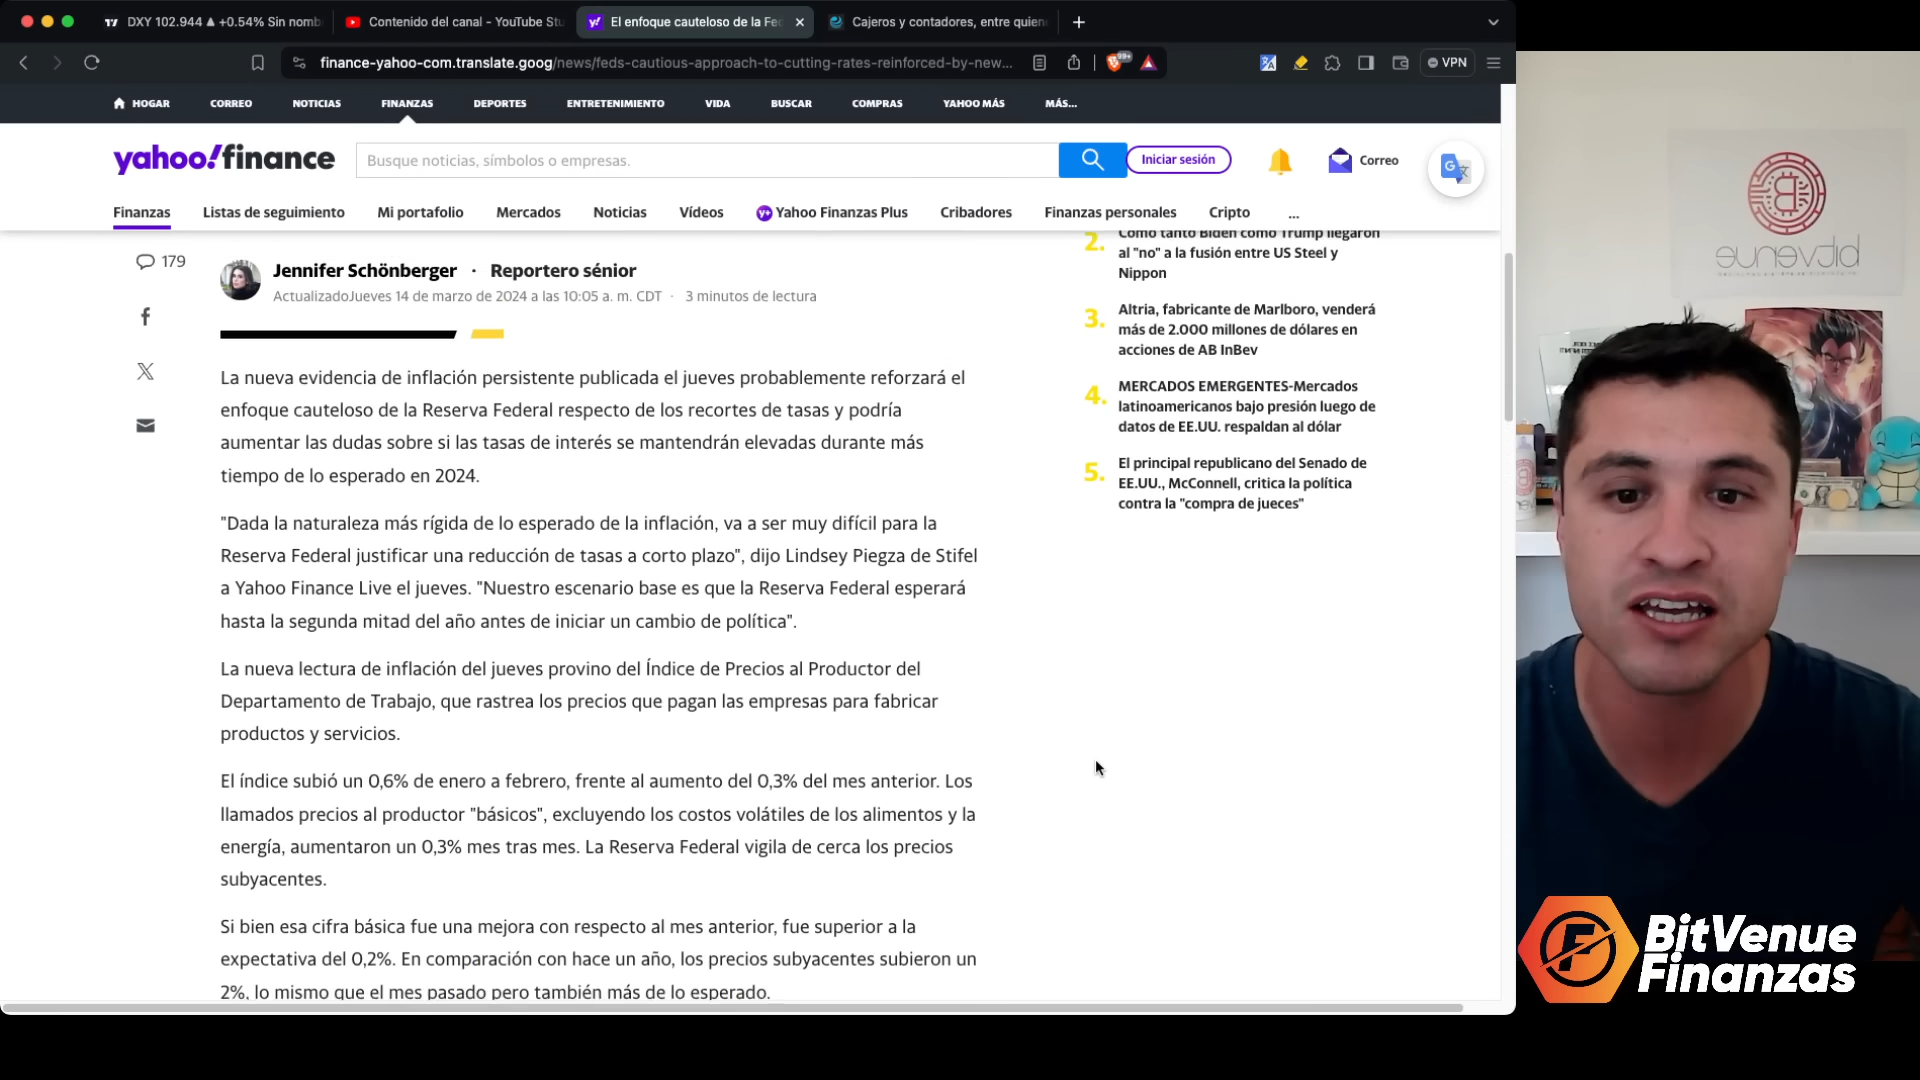 DXY 102.944 ▲ +0.54% Sin nomb
Contenido del canal - YouTube Stu
El enfoque cauteloso de la Fed
Cajeros y contadores, entre quien
finance-yahoo-com.translate.goog/news/feds-cautious-approach-to-cutting-rates-reinforced-by-new...
99+
VPN
HOGAR CORREO NOTICIAS FINANZAS DEPORTES ENTRETENIMIENTO VIDA BUSCAR COMPRAS YAHOO MÁS MÁS...
yahoo!finance
Busque noticias, símbolos o empresas.
Iniciar sesión
Correo
Finanzas Listas de seguimiento Mi portafolio Mercados Noticias Vídeos Yahoo Finanzas Plus Cribadores Finanzas personales Cripto ...
179
Jennifer Schönberger · Reportero sénior
ActualizadoJueves 14 de marzo de 2024 a las 10:05 a. m. CDT · 3 minutos de lectura
La nueva evidencia de inflación persistente publicada el jueves probablemente reforzará el
enfoque cauteloso de la Reserva Federal respecto de los recortes de tasas y podría
aumentar las dudas sobre si las tasas de interés se mantendrán elevadas durante más
tiempo de lo esperado en 2024.
"Dada la naturaleza más rígida de lo esperado de la inflación, va a ser muy difícil para la
Reserva Federal justificar una reducción de tasas a corto plazo", dijo Lindsey Piegza de Stifel
a Yahoo Finance Live el jueves. "Nuestro escenario base es que la Reserva Federal esperará
hasta la segunda mitad del año antes de iniciar un cambio de política".
La nueva lectura de inflación del jueves provino del Índice de Precios al Productor del
Departamento de Trabajo, que rastrea los precios que pagan las empresas para fabricar
productos y servicios.
El índice subió un 0,6% de enero a febrero, frente al aumento del 0,3% del mes anterior. Los
llamados precios al productor "básicos", excluyendo los costos volátiles de los alimentos y la
energía, aumentaron un 0,3% mes tras mes. La Reserva Federal vigila de cerca los precios
subyacentes.
Si bien esa cifra básica fue una mejora con respecto al mes anterior, fue superior a la
expectativa del 0,2%. En comparación con hace un año, los precios subyacentes subieron un
2%, lo mismo que el mes pasado pero también más de lo esperado.
2. Cómo tanto Biden como Trump llegaron
al "no" a la fusión entre US Steel y
Nippon
3. Altria, fabricante de Marlboro, venderá
más de 2.000 millones de dólares en
acciones de AB InBev
4. MERCADOS EMERGENTES-Mercados
latinoamericanos bajo presión luego de
datos de EE.UU. respaldan al dólar
5. El principal republicano del Senado de
EE.UU., McConnell, critica la política
contra la "compra de jueces"
bitvenue
BitVenue
Finanzas